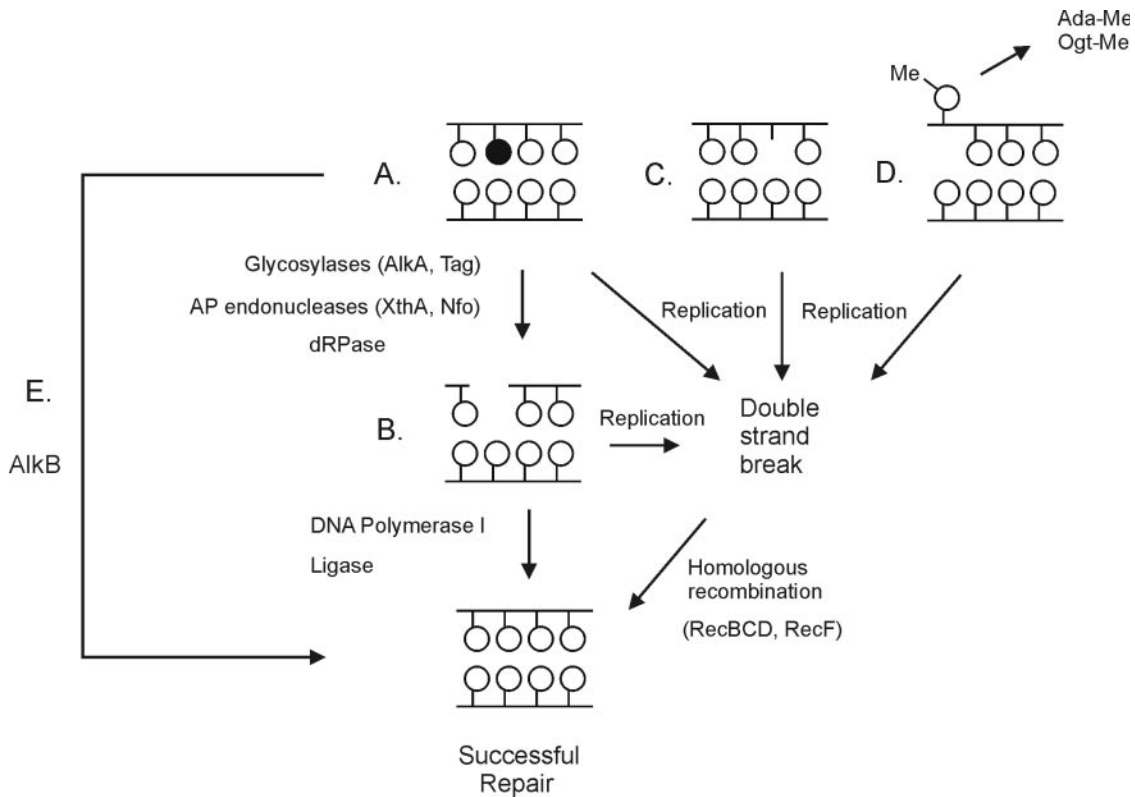 Ada-Me
Ogt-Me
Me
A.
C.
D.
Glycosylases (AlkA, Tag)
AP endonucleases (XthA, Nfo)
dRPase
Replication
Replication
E.
AlkB
B.
Replication
Double
strand
break
DNA Polymerase I
Ligase
Homologous
recombination
(RecBCD, RecF)
Successful
Repair